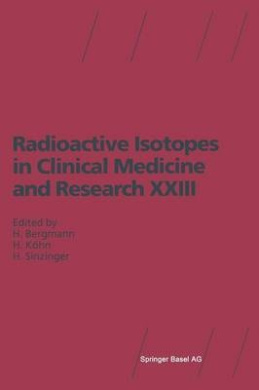 Radioactive Isotopes
in Clinical Medicine
and Research XXIII
Edited by
H. Bergmann
H. Köhn
H. Sinzinger
Springer Basel AG